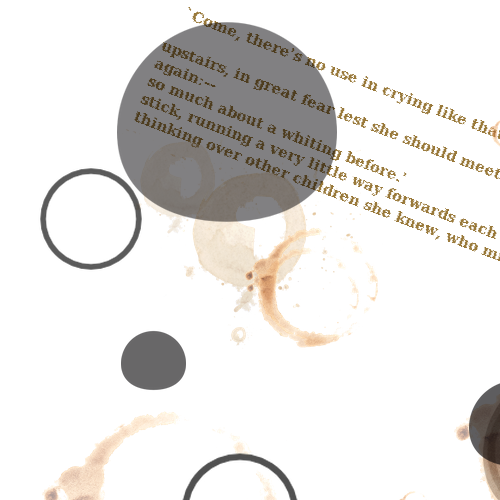 `Come, there's no use in crying like that
upstairs, in great fear lest she should meet
again:--
so much about a whiting before.'
stick, running a very little way forwards each
thinking over other children she knew, who